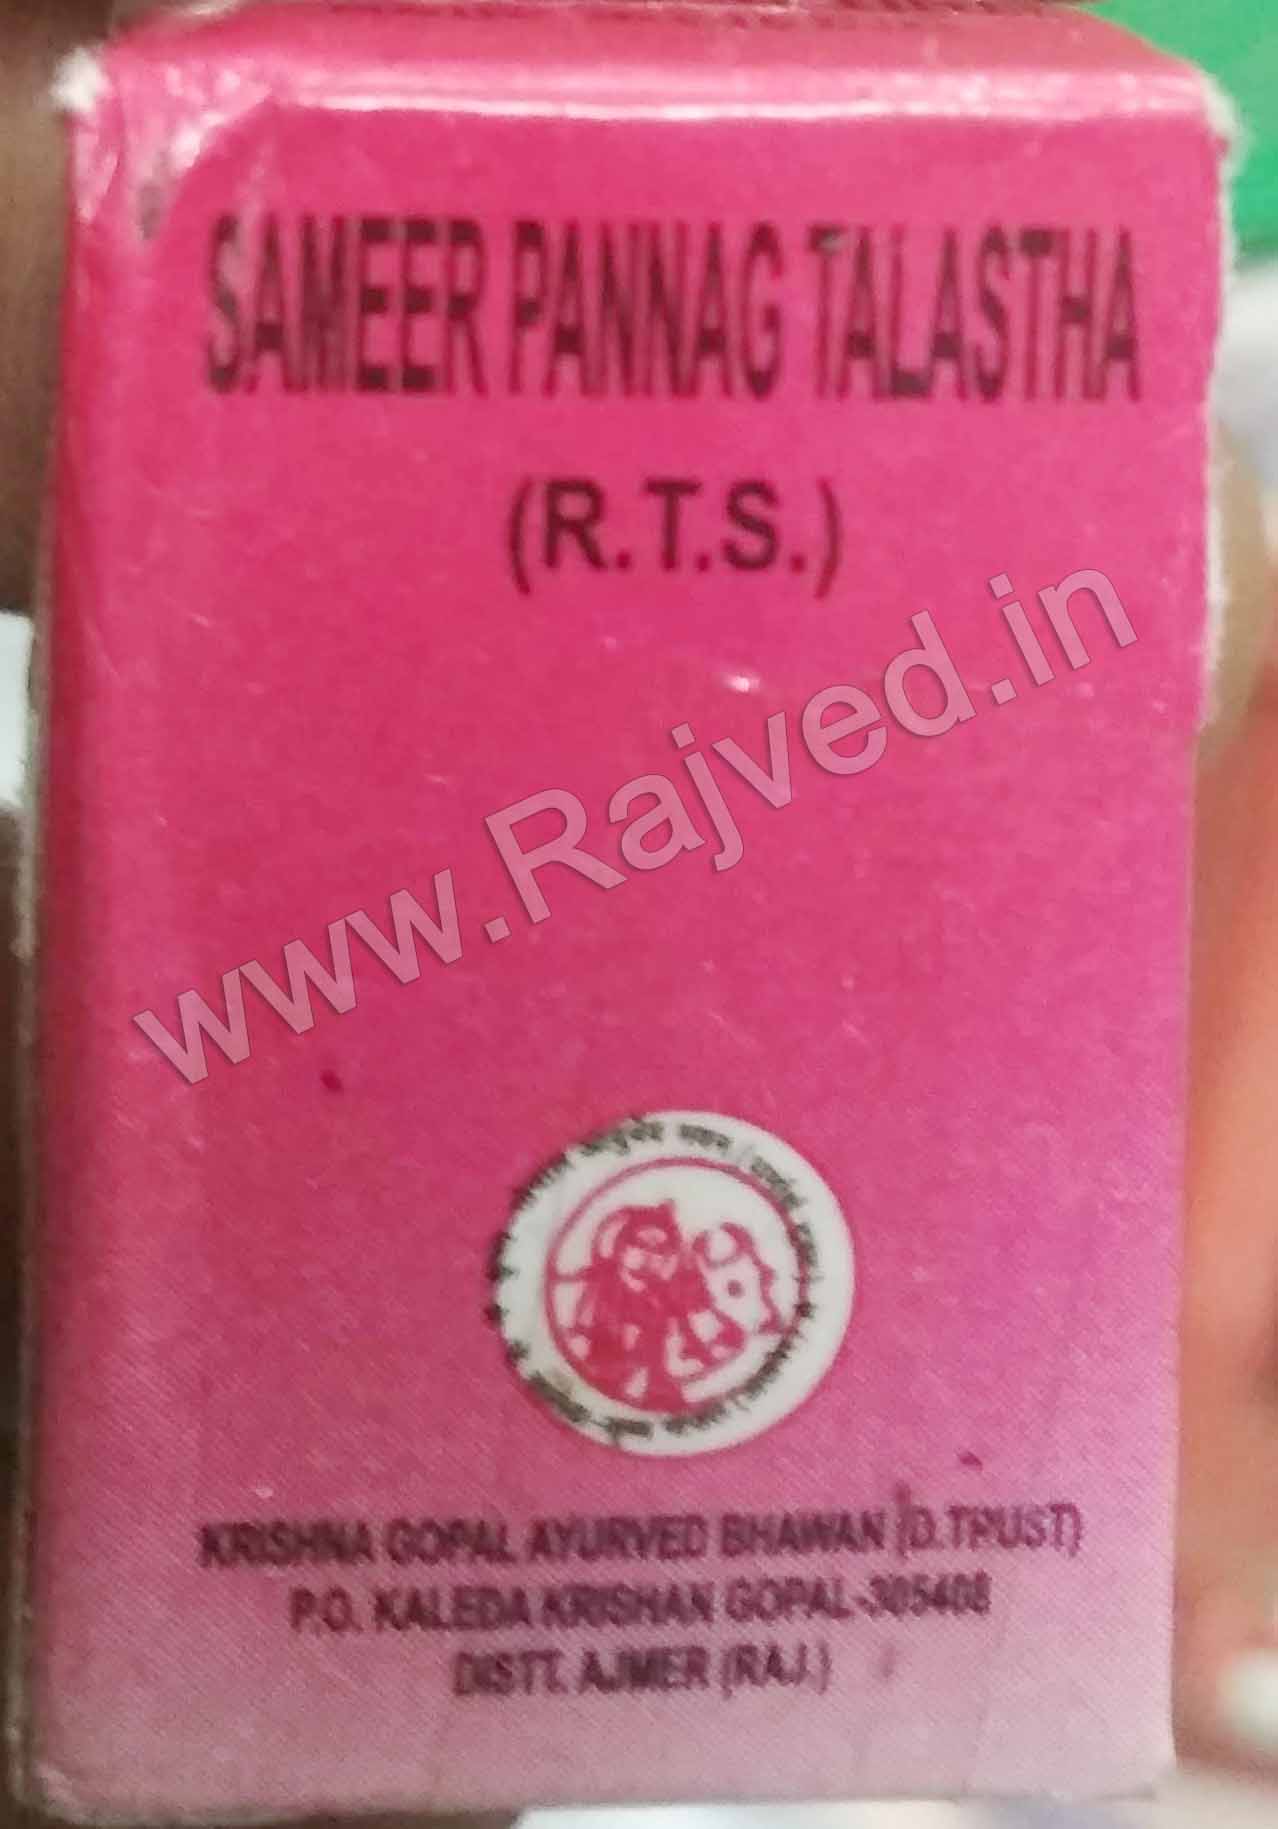 SAMEER PANNAG TALASTHA
(R.T.S.)
www.Rajved.in
KRISHNA GOPAL AYURVED BHAWAN (D.TRUST)
P.O. KALEDA KRISHAN GOPAL-305408
DISTT. AJMER (RAJ.)